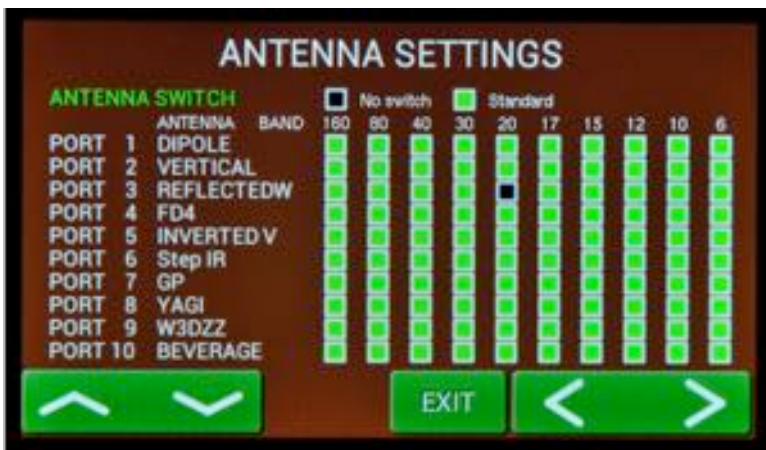 ANTENNA SETTINGS
ANTENNA SWITCH No switch Standard
ANTENNA BAND 160 80 40 30 20 17 15 12 10 6
PORT 1 DIPOLE
PORT 2 VERTICAL
PORT 3 REFLECTEDW
PORT 4 FD4
PORT 5 INVERTED V
PORT 6 Step IR
PORT 7 GP
PORT 8 YAGI
PORT 9 W3DZZ
PORT 10 BEVERAGE
EXIT